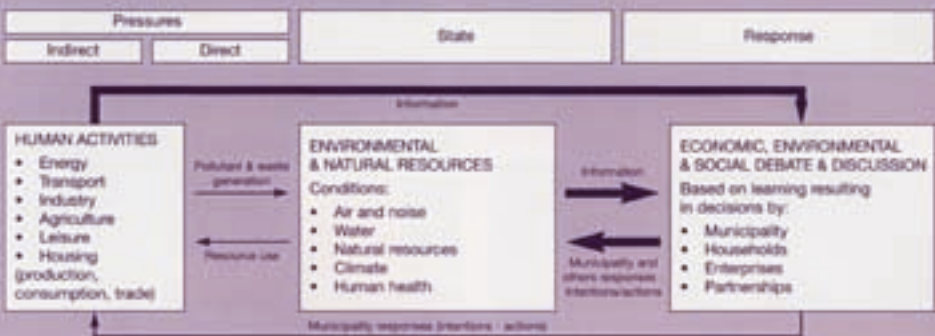 Pressures
Indirect
Direct
State
Response
Information
HUMAN ACTIVITIES
• Energy
• Transport
• Industry
• Agriculture
• Leisure
• Housing
(production,
consumption, trade)
Pollutant & waste
generation
Resource use
ENVIRONMENTAL
& NATURAL RESOURCES
Conditions:
• Air and noise
• Water
• Natural resources
• Climate
• Human health
Information
Municipality and
others responses
intentions/actions
ECONOMIC, ENVIRONMENTAL
& SOCIAL DEBATE & DISCUSSION
Based on learning resulting
in decisions by:
• Municipality
• Households
• Enterprises
• Partnerships
Municipality responses (intentions - actions)